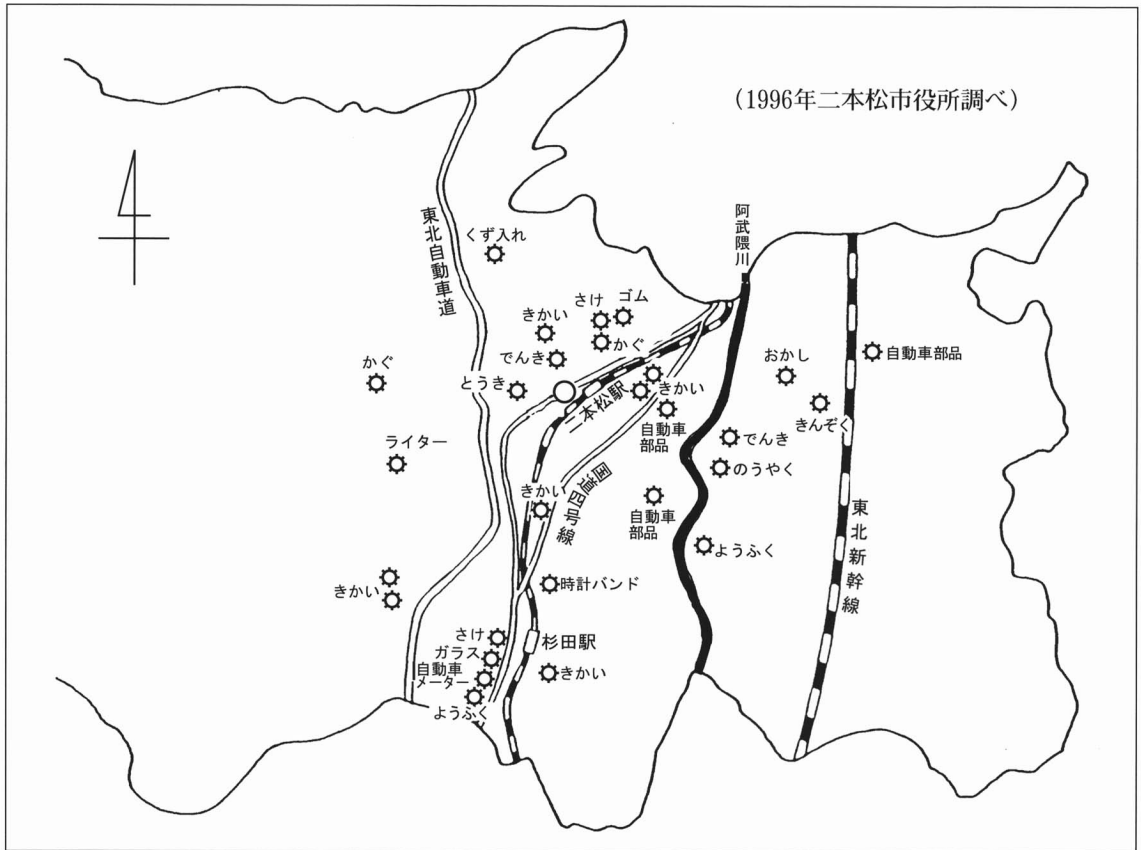 (1996年二本松市役所調べ)
阿武隈川
東北自動車道
くず入れ
さけ
ゴム
きかい
かぐ
でんき
かぐ
とうき
二本松駅
きかい
自動車
部品
おかし
自動車部品
きんぞく
でんき
のうやく
ライター
きかい
国道四号線
自動車
部品
東北新幹線
ようふく
きかい
時計バンド
さけ
杉田駅
ガラス
自動車
メーター
きかい
ようふく